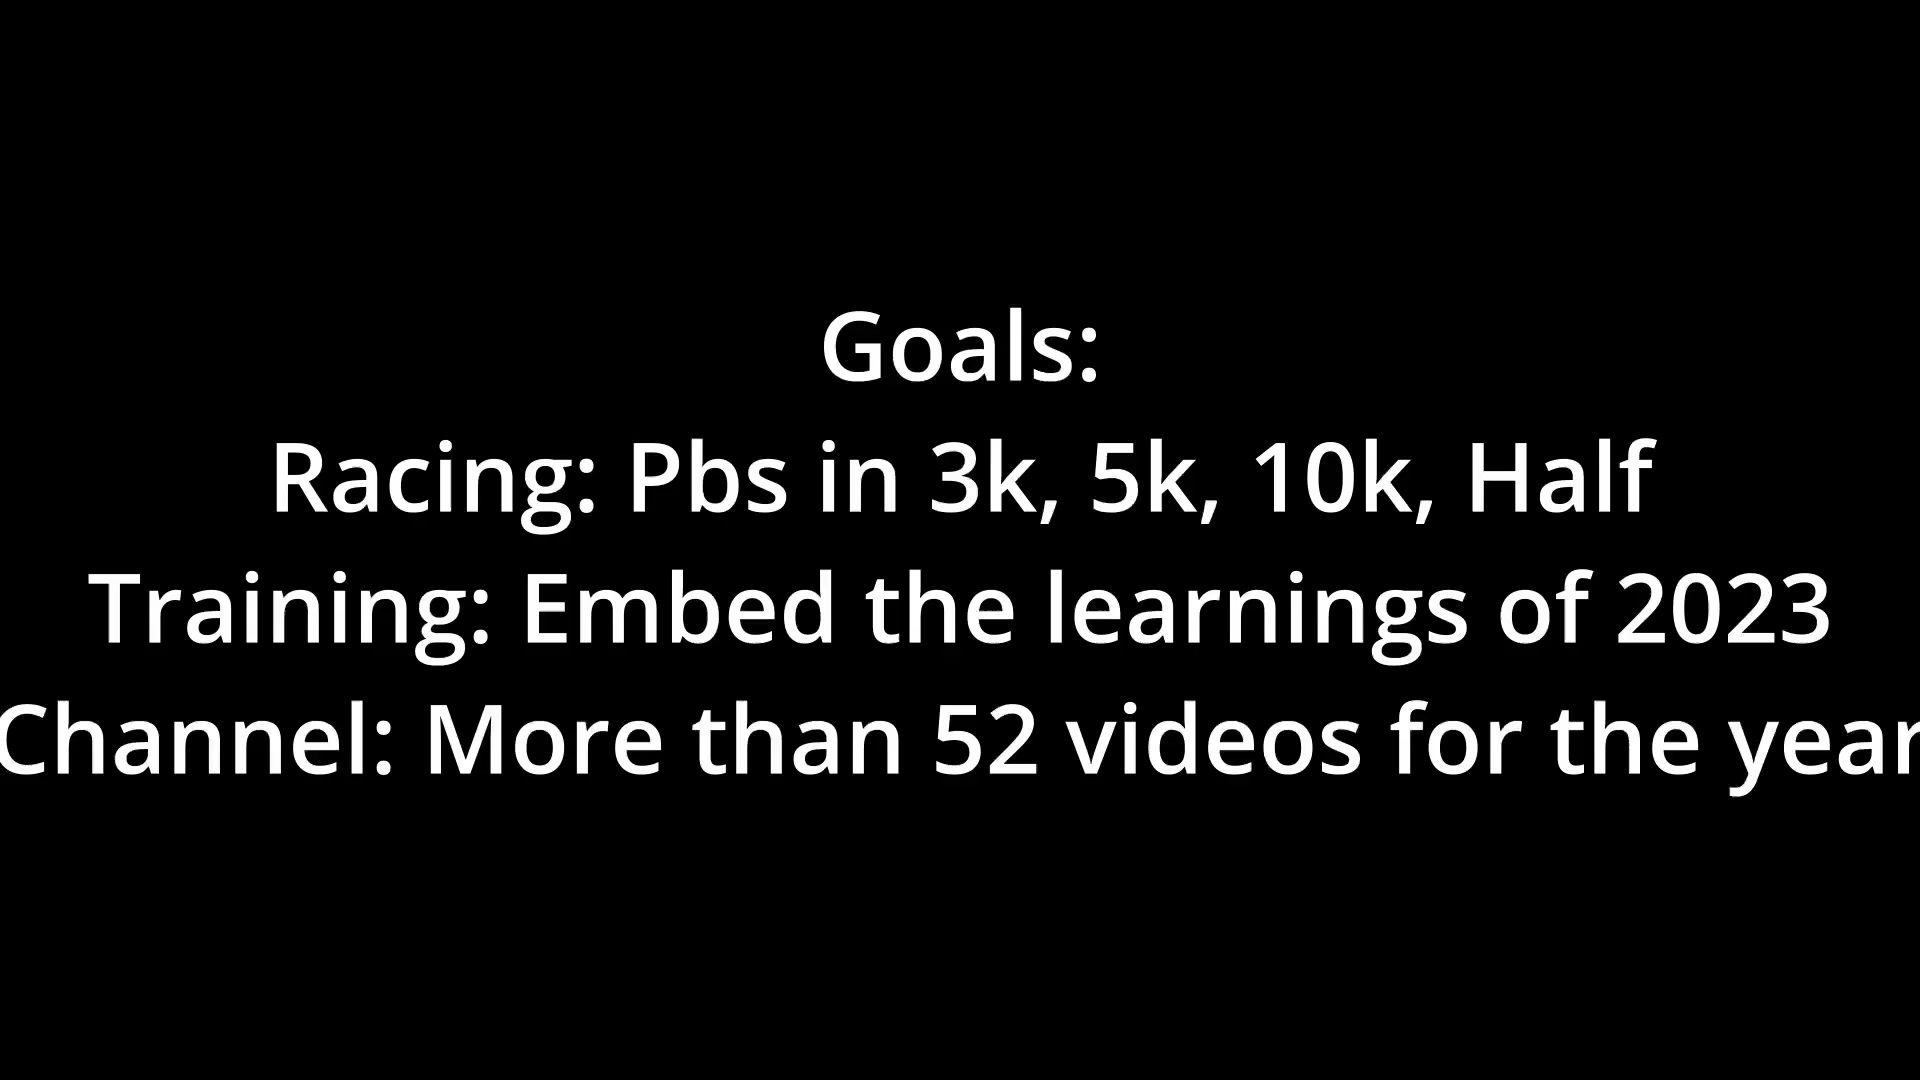 Goals:
Racing: Pbs in 3k, 5k, 10k, Half
Training: Embed the learnings of 2023
Channel: More than 52 videos for the year